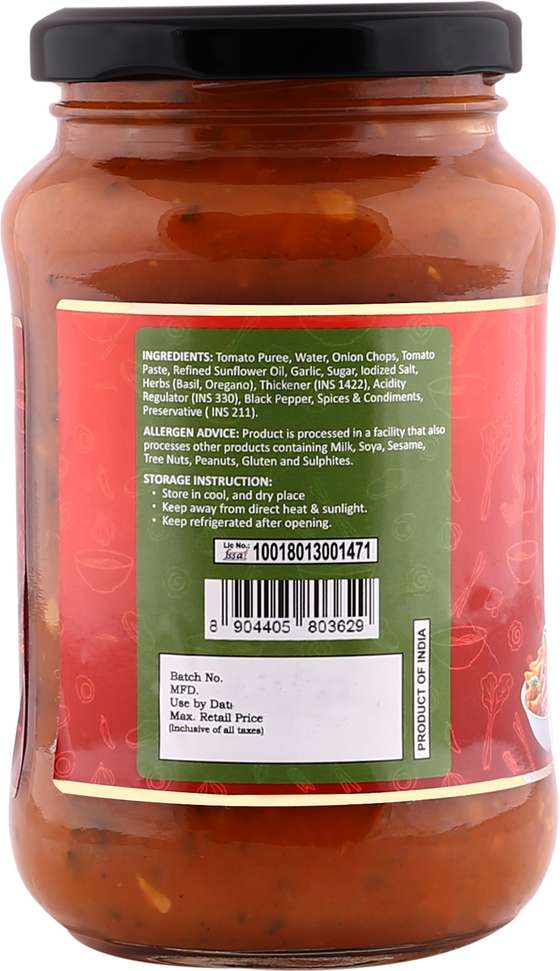 INGREDIENTS: Tomato Puree, Water, Onion Chops, Tomato
Paste, Refined Sunflower Oil, Garlic, Sugar, Iodized Salt,
Herbs (Basil, Oregano), Thickener (INS 1422), Acidity
Regulator (INS 330), Black Pepper, Spices & Condiments,
Preservative ( INS 211).
ALLERGEN ADVICE: Product is processed in a facility that also
processes other products containing Milk, Soya, Sesame,
Tree Nuts, Peanuts, Gluten and Sulphites.
STORAGE INSTRUCTION:
• Store in cool, and dry place
• Keep away from direct heat & sunlight.
• Keep refrigerated after opening.
Lic No.:
fssai 10018013001471
8 904405 803629
Batch No.
MFD.
Use by Date
Max. Retail Price
(Inclusive of all taxes)
PRODUCT OF INDIA